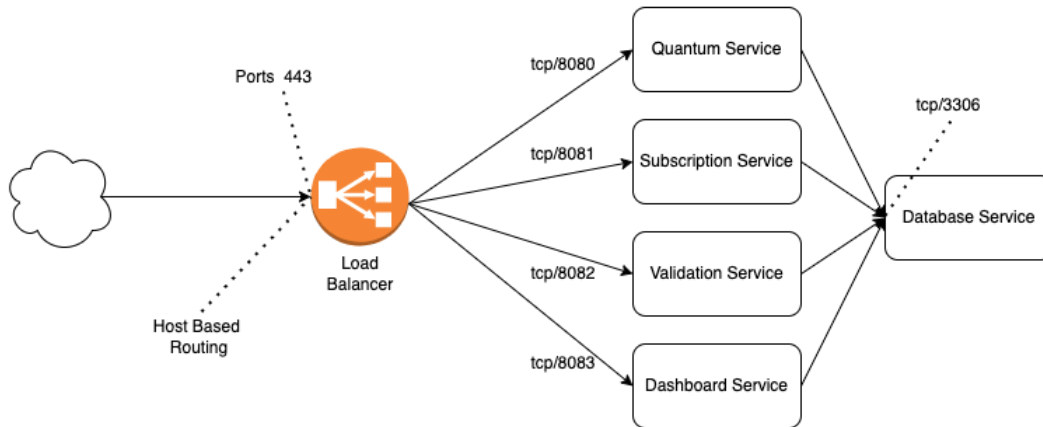 Ports 443
Load
Balancer
Host Based
Routing
tcp/8080
tcp/8081
tcp/8082
tcp/8083
Quantum Service
Subscription Service
Validation Service
Dashboard Service
tcp/3306
Database Service